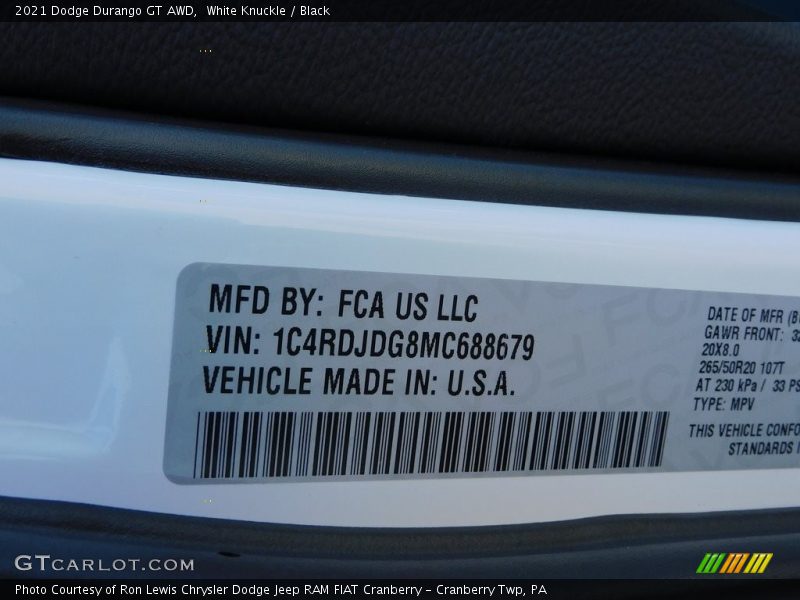 2021 Dodge Durango GT AWD,  White Knuckle / Black
MFD BY: FCA US LLC
VIN: 1C4RDJDG8MC688679
VEHICLE MADE IN: U.S.A.
DATE OF MFR
GAWR FRONT:
20X8.0
265/50R20 107T
AT 230 kPa / 33
TYPE: MPV
THIS VEHICLE
STANDARDS
GTCARLOT.COM
Photo Courtesy of Ron Lewis Chrysler Dodge Jeep RAM FIAT Cranberry – Cranberry Twp, PA